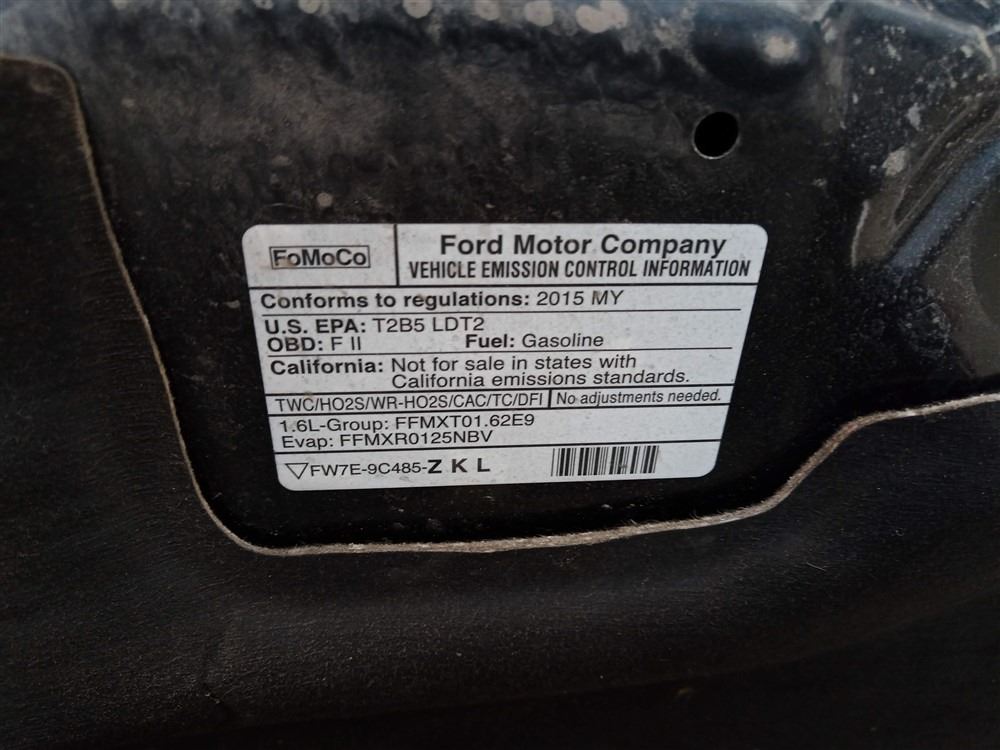 FoMoCo
Ford Motor Company
VEHICLE EMISSION CONTROL INFORMATION
Conforms to regulations: 2015 MY
U.S. EPA: T2B5 LDT2
OBD: F II Fuel: Gasoline
California: Not for sale in states with
California emissions standards.
TWC/HO2S/WR-HO2S/CAC/TC/DFI No adjustments needed.
1.6L-Group: FFMXT01.62E9
Evap: FFMXR0125NBV
▽FW7E-9C485-Z K L